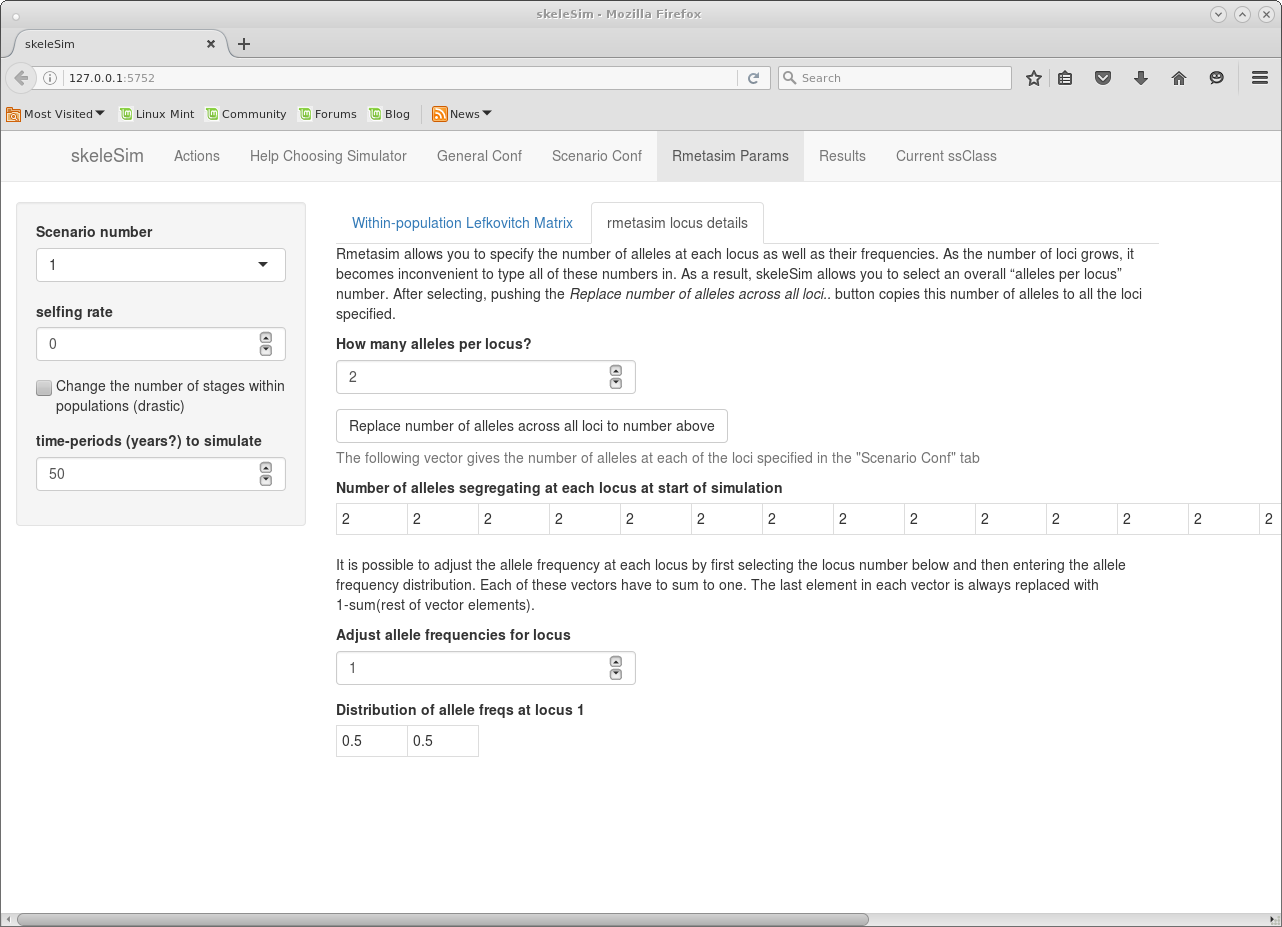 skeleSim - Mozilla Firefox
skeleSim
127.0.0.1:5752
Search
Most Visited Linux Mint Community Forums Blog News
skeleSim Actions Help Choosing Simulator General Conf Scenario Conf Rmetasim Params Results Current ssClass
Scenario number
1
selfing rate
0
Change the number of stages within
populations (drastic)
time-periods (years?) to simulate
50
Within-population Lefkovitch Matrix rmetasim locus details
Rmetasim allows you to specify the number of alleles at each locus as well as their frequencies. As the number of loci grows, it
becomes inconvenient to type all of these numbers in. As a result, skeleSim allows you to select an overall “alleles per locus”
number. After selecting, pushing the Replace number of alleles across all loci.. button copies this number of alleles to all the loci
specified.
How many alleles per locus?
2
Replace number of alleles across all loci to number above
The following vector gives the number of alleles at each of the loci specified in the "Scenario Conf" tab
Number of alleles segregating at each locus at start of simulation
2 2 2 2 2 2 2 2 2 2 2 2 2 2
It is possible to adjust the allele frequency at each locus by first selecting the locus number below and then entering the allele
frequency distribution. Each of these vectors have to sum to one. The last element in each vector is always replaced with
1-sum(rest of vector elements).
Adjust allele frequencies for locus
1
Distribution of allele freqs at locus 1
0.5 0.5